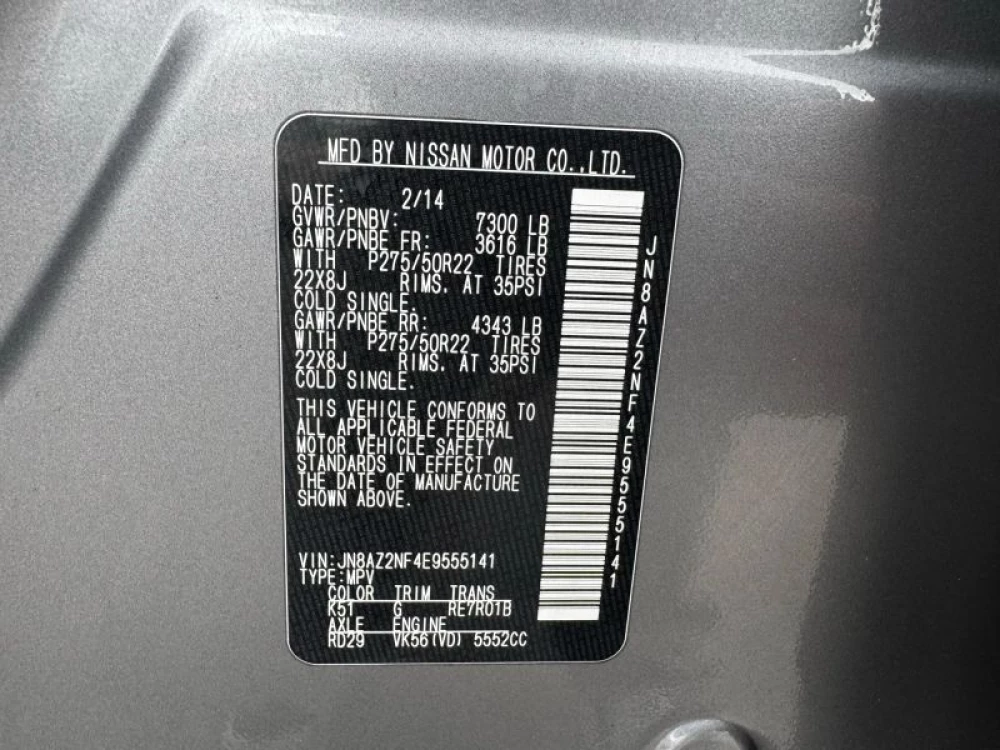 MFD BY NISSAN MOTOR CO.,LTD.
DATE: 2/14
GVWR/PNBV: 7300 LB
GAWR/PNBE FR: 3616 LB
WITH P275/50R22 TIRES
22X8J RIMS. AT 35PSI
COLD SINGLE.
GAWR/PNBE RR: 4343 LB
WITH P275/50R22 TIRES
22X8J RIMS. AT 35PSI
COLD SINGLE.
THIS VEHICLE CONFORMS TO
ALL APPLICABLE FEDERAL
MOTOR VEHICLE SAFETY
STANDARDS IN EFFECT ON
THE DATE OF MANUFACTURE
SHOWN ABOVE.
VIN:JN8AZ2NF4E9555141
TYPE:MPV
COLOR TRIM TRANS
K51 G RE7R01B
AXLE ENGINE
RD29 VK56(VD) 5552CC
JN8AZ2NF4E9555141